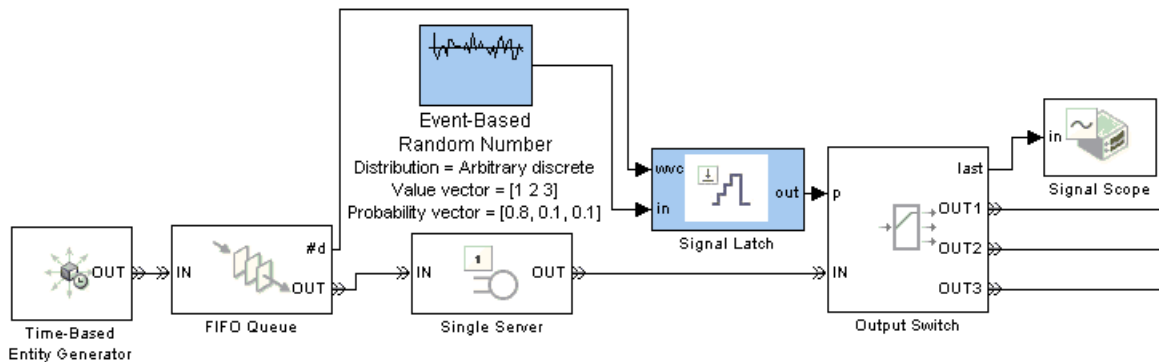 Event-Based
Random Number
Distribution = Arbitrary discrete
Value vector = [1 2 3]
Probability vector = [0.8, 0.1, 0.1]
wvc
in
out
Signal Latch
p
IN
last
OUT1
OUT2
OUT3
Output Switch
in
Signal Scope
OUT
Time-Based
Entity Generator
IN
#d
OUT
FIFO Queue
IN
1
OUT
Single Server